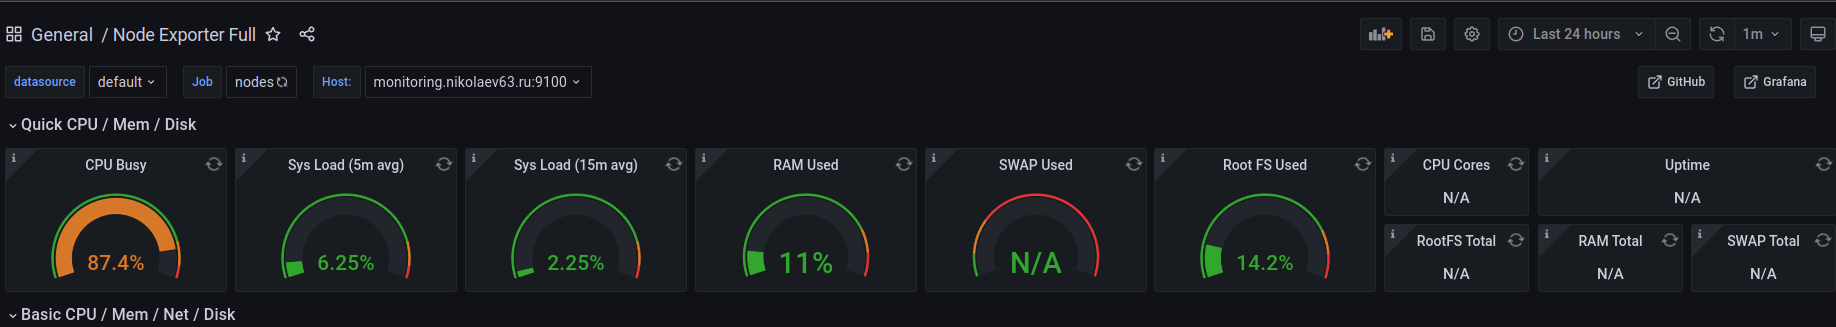 General / Node Exporter Full
Last 24 hours
1m
datasource default Job nodes Host: monitoring.nikolaev63.ru:9100
GitHub Grafana
Quick CPU / Mem / Disk
CPU Busy
87.4%
Sys Load (5m avg)
6.25%
Sys Load (15m avg)
2.25%
RAM Used
11%
SWAP Used
N/A
Root FS Used
14.2%
CPU Cores
N/A
Uptime
N/A
RootFS Total
N/A
RAM Total
N/A
SWAP Total
N/A
Basic CPU / Mem / Net / Disk